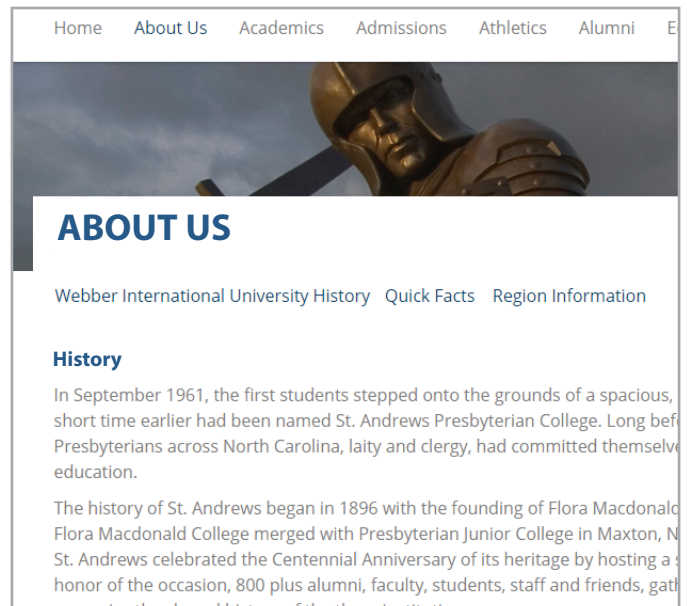 Home About Us Academics Admissions Athletics Alumni
ABOUT US
Webber International University History Quick Facts Region Information
History
In September 1961, the first students stepped onto the grounds of a spacious,
short time earlier had been named St. Andrews Presbyterian College. Long
Presbyterians across North Carolina, laity and clergy, had committed
education.
The history of St. Andrews began in 1896 with the founding of Flora Macdonald
Flora Macdonald College merged with Presbyterian Junior College in Maxton,
St. Andrews celebrated the Centennial Anniversary of its heritage by hosting a
honor of the occasion, 800 plus alumni, faculty, students, staff and friends,